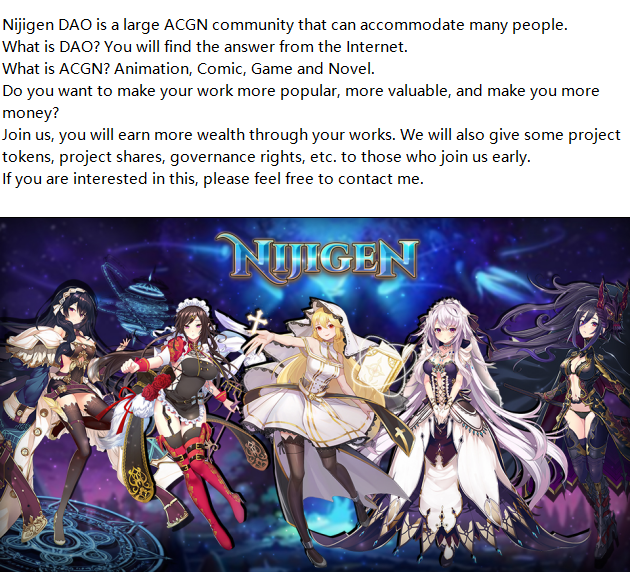 Nijigen DAO is a large ACGN community that can accommodate many people.
What is DAO? You will find the answer from the Internet.
What is ACGN? Animation, Comic, Game and Novel.
Do you want to make your work more popular, more valuable, and make you more
money?
Join us, you will earn more wealth through your works. We will also give some project
tokens, project shares, governance rights, etc. to those who join us early.
If you are interested in this, please feel free to contact me.
NIJIGEN